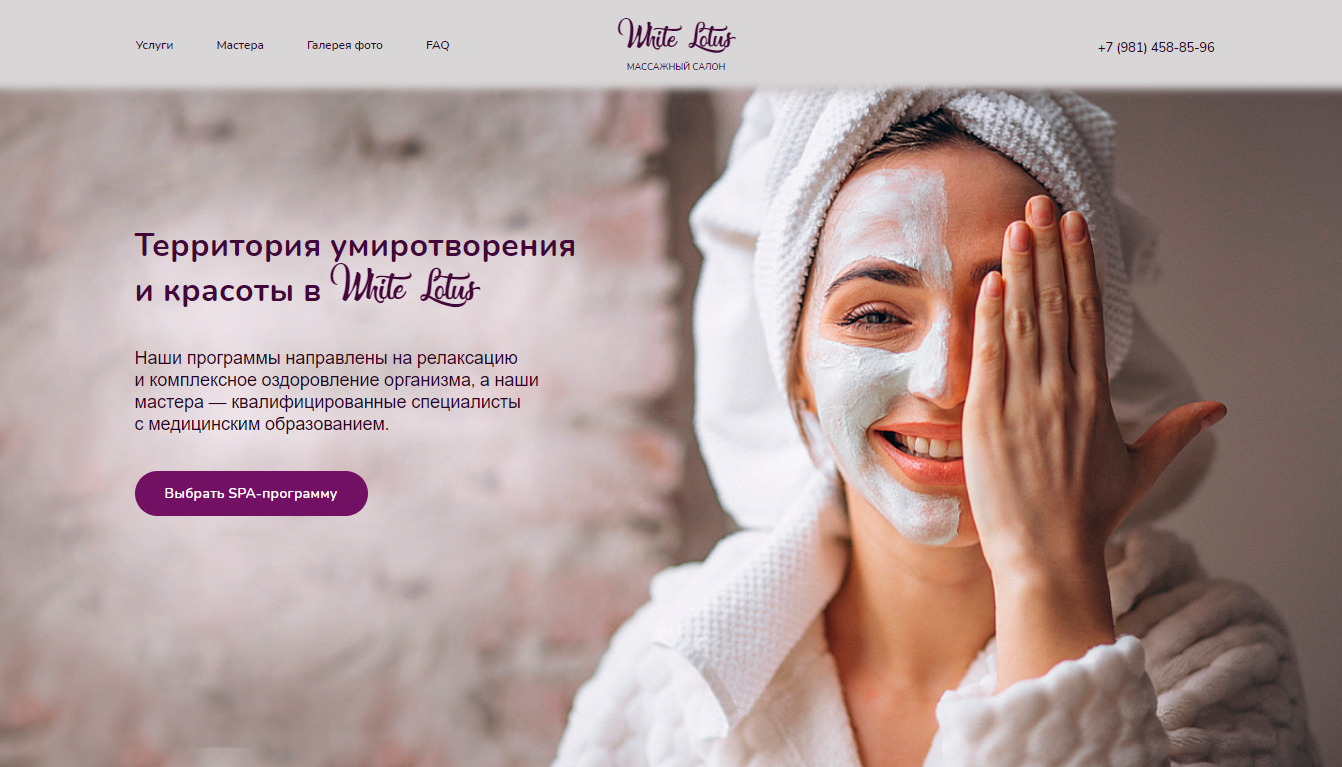 Услуги Мастера Галерея фото FAQ
White Lotus
МАССАЖНЫЙ САЛОН
+7 (981) 458-85-96
Территория умиротворения
и красоты в White Lotus
Наши программы направлены на релаксацию
и комплексное оздоровление организма, а наши
мастера — квалифицированные специалисты
с медицинским образованием.
Выбрать SPA-программу